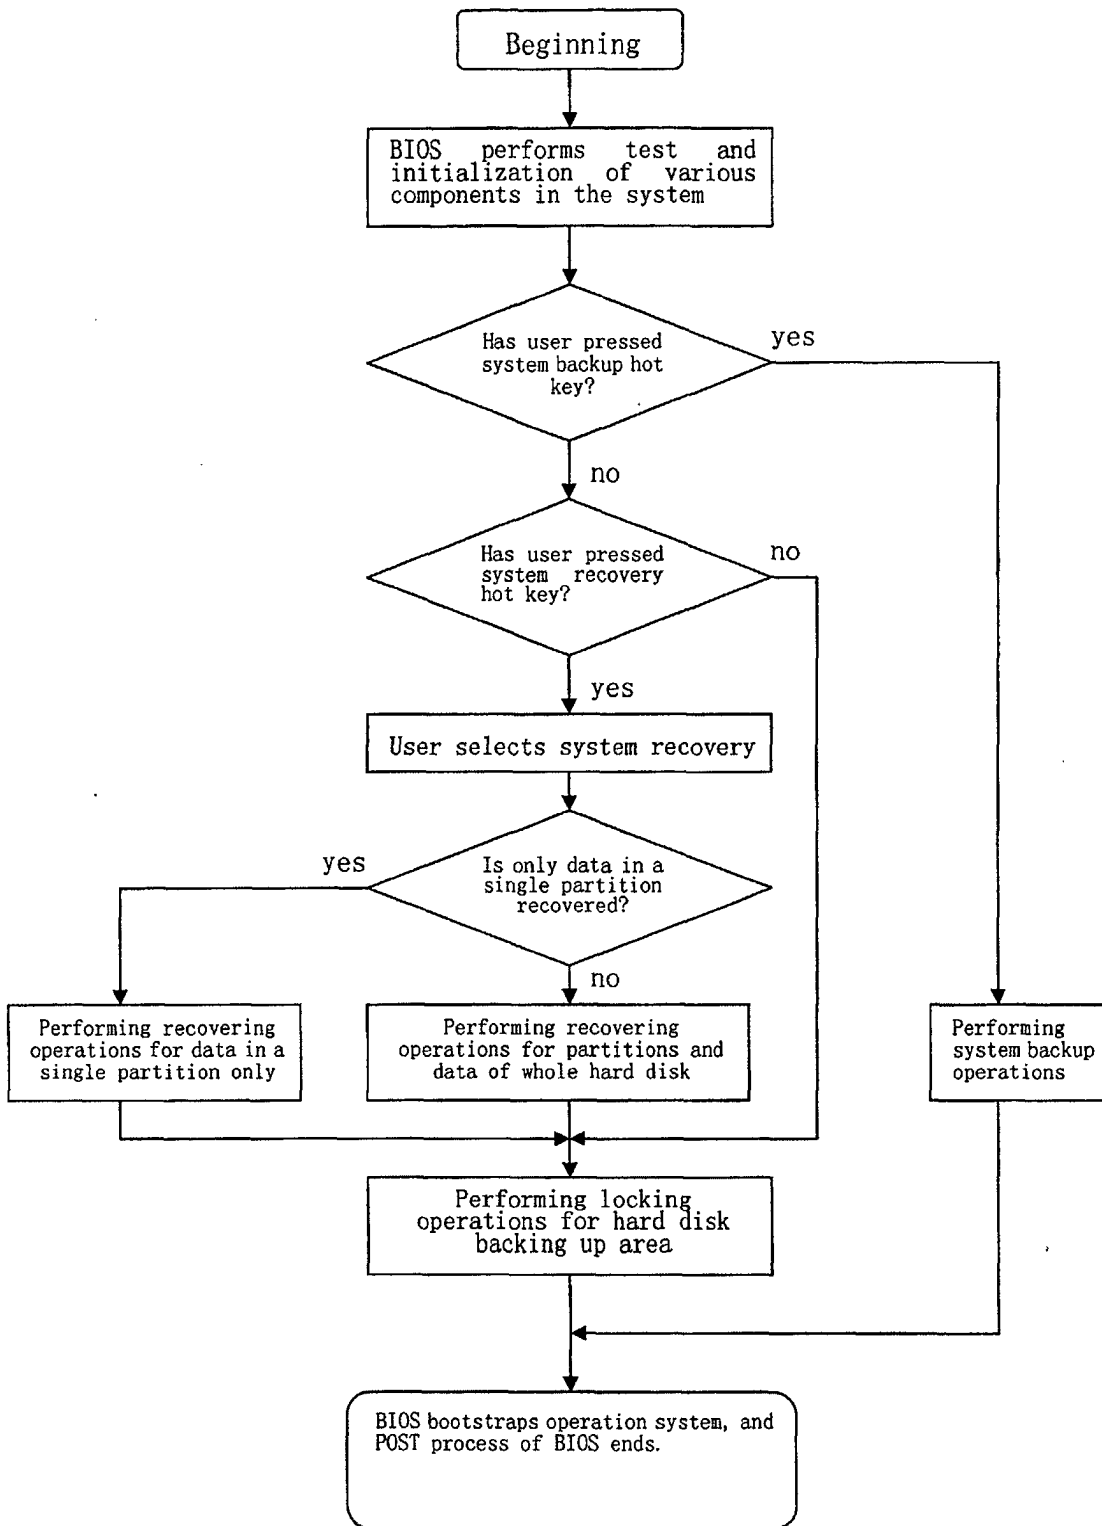 Beginning
BIOS performs test and
initialization of various
components in the system
Has user pressed
system backup hot
key?
yes
no
Has user pressed
system recovery
hot key?
no
yes
User selects system recovery
Is only data in a
single partition
recovered?
yes
no
Performing recovering
operations for data in a
single partition only
Performing recovering
operations for partitions and
data of whole hard disk
Performing
system backup
operations
Performing locking
operations for hard disk
backing up area
BIOS bootstraps operation system, and
POST process of BIOS ends.